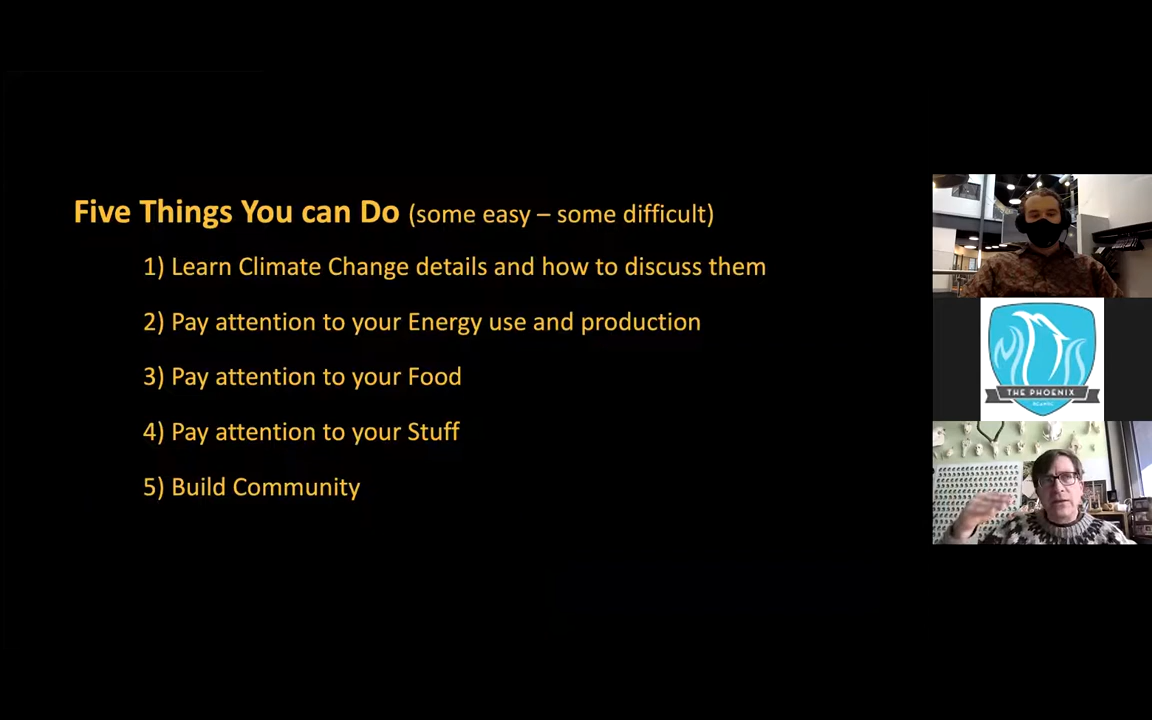 Five Things You can Do (some easy – some difficult)
1) Learn Climate Change details and how to discuss them
2) Pay attention to your Energy use and production
3) Pay attention to your Food
4) Pay attention to your Stuff
5) Build Community
THE PHOENIX